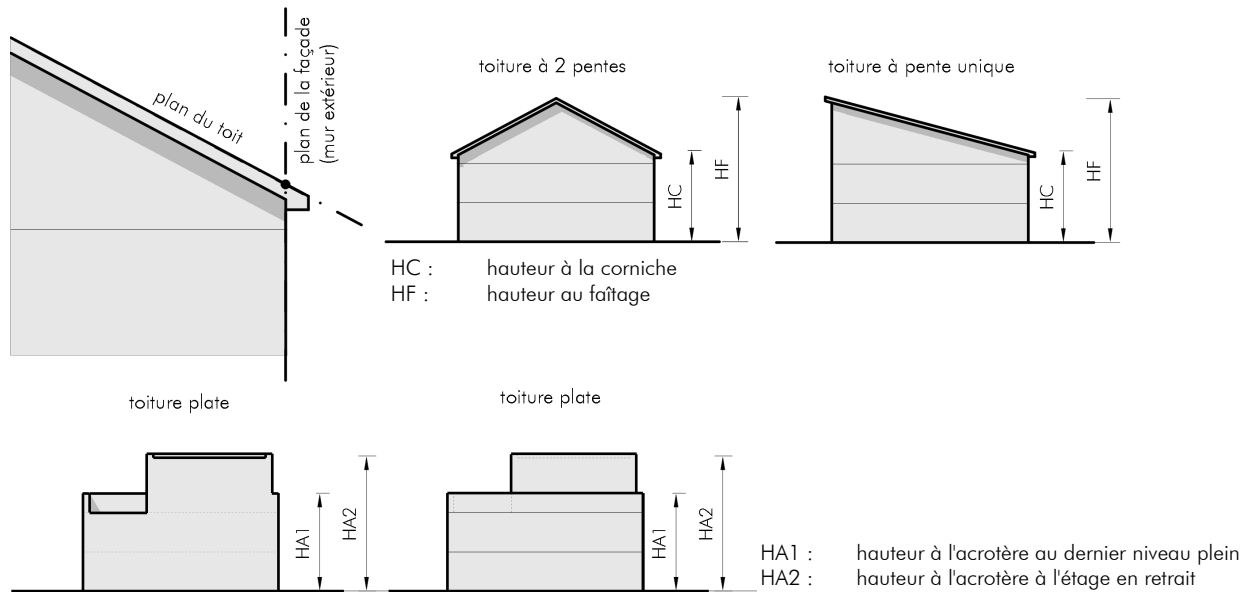 plan du toit
plan de la façade
(mur extérieur)
toiture à 2 pentes
HC
HF
toiture à pente unique
HC
HF
HC : hauteur à la corniche
HF : hauteur au faîtage
toiture plate
HA1
HA2
toiture plate
HA1
HA2
HA1 : hauteur à l'acrotère au dernier niveau plein
HA2 : hauteur à l'acrotère à l'étage en retrait